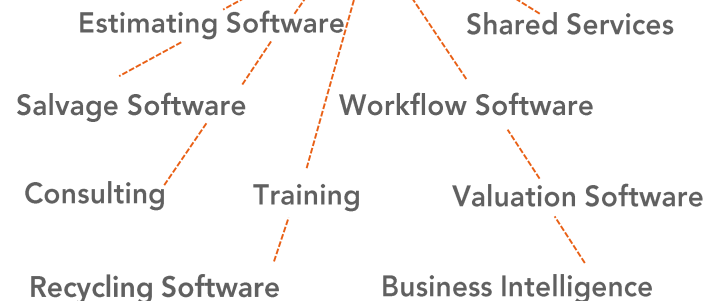 Estimating Software
Shared Services
Salvage Software
Workflow Software
Consulting
Training
Valuation Software
Recycling Software
Business Intelligence